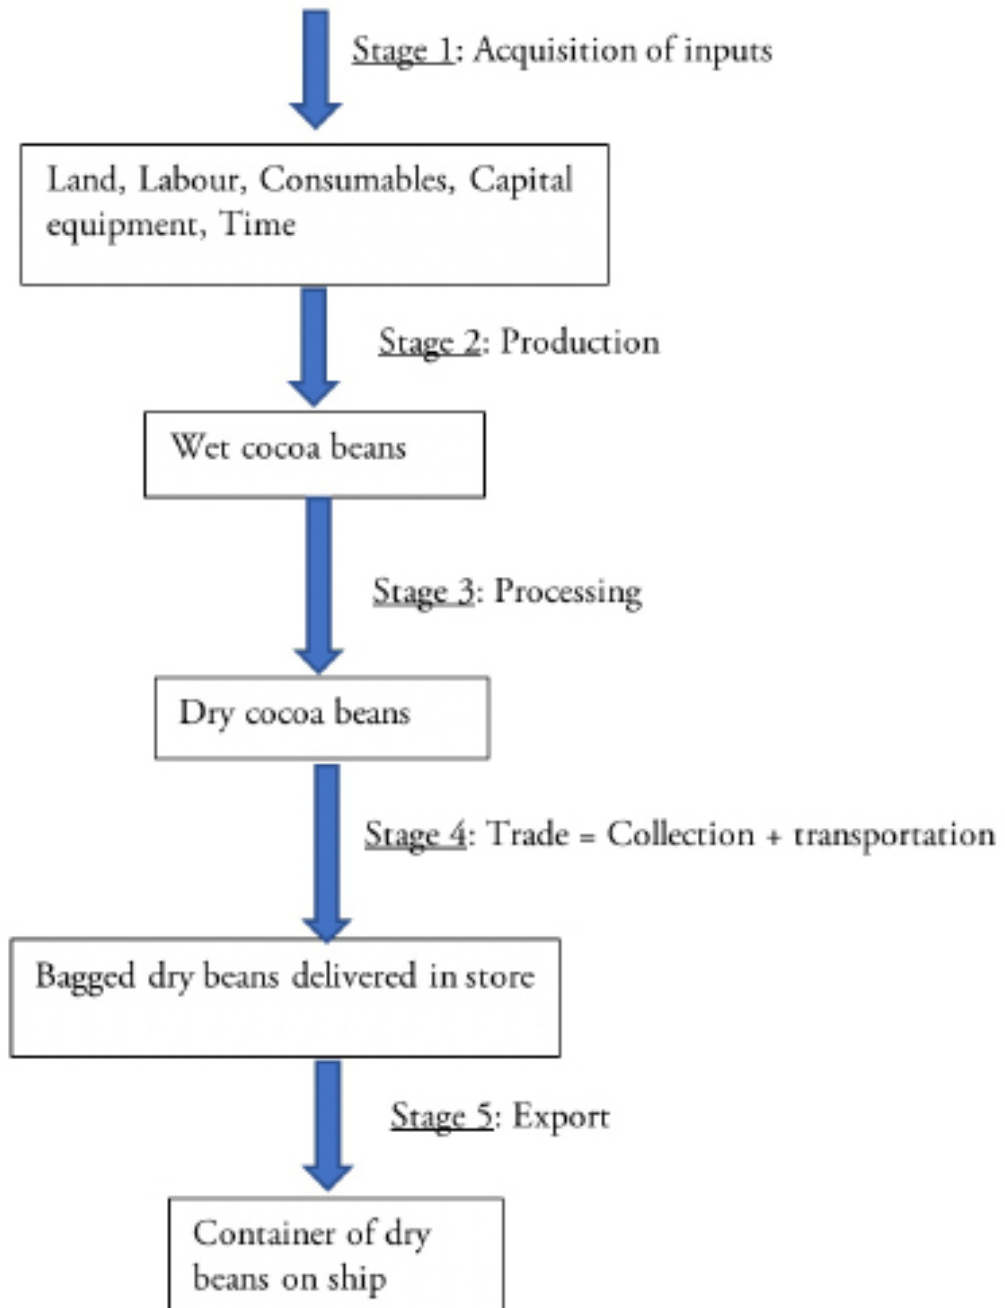 Stage 1: Acquisition of inputs
Land, Labour, Consumables, Capital
equipment, Time
Stage 2: Production
Wet cocoa beans
Stage 3: Processing
Dry cocoa beans
Stage 4: Trade = Collection + transportation
Bagged dry beans delivered in store
Stage 5: Export
Container of dry
beans on ship